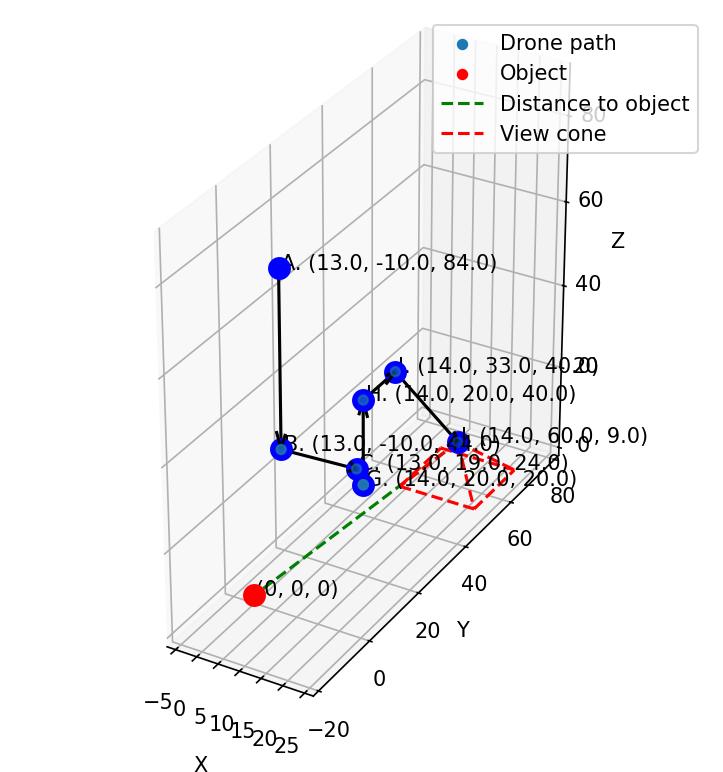 Drone path
Object
Distance to object
View cone
80
60
Z
40
20
0
A. (13.0, -10.0, 84.0)
(14.0, 33.0, 40.0)
H. (14.0, 20.0, 40.0)
B. (13.0, -10.0, 44.0)
(14.0, 60.0, 9.0)
(13.0, 19.0, 24.0)
G. (14.0, 20.0, 20.0)
(0, 0, 0)
80
60
40
20
Y
0
−20
−5
0
5
10
15
20
25
X